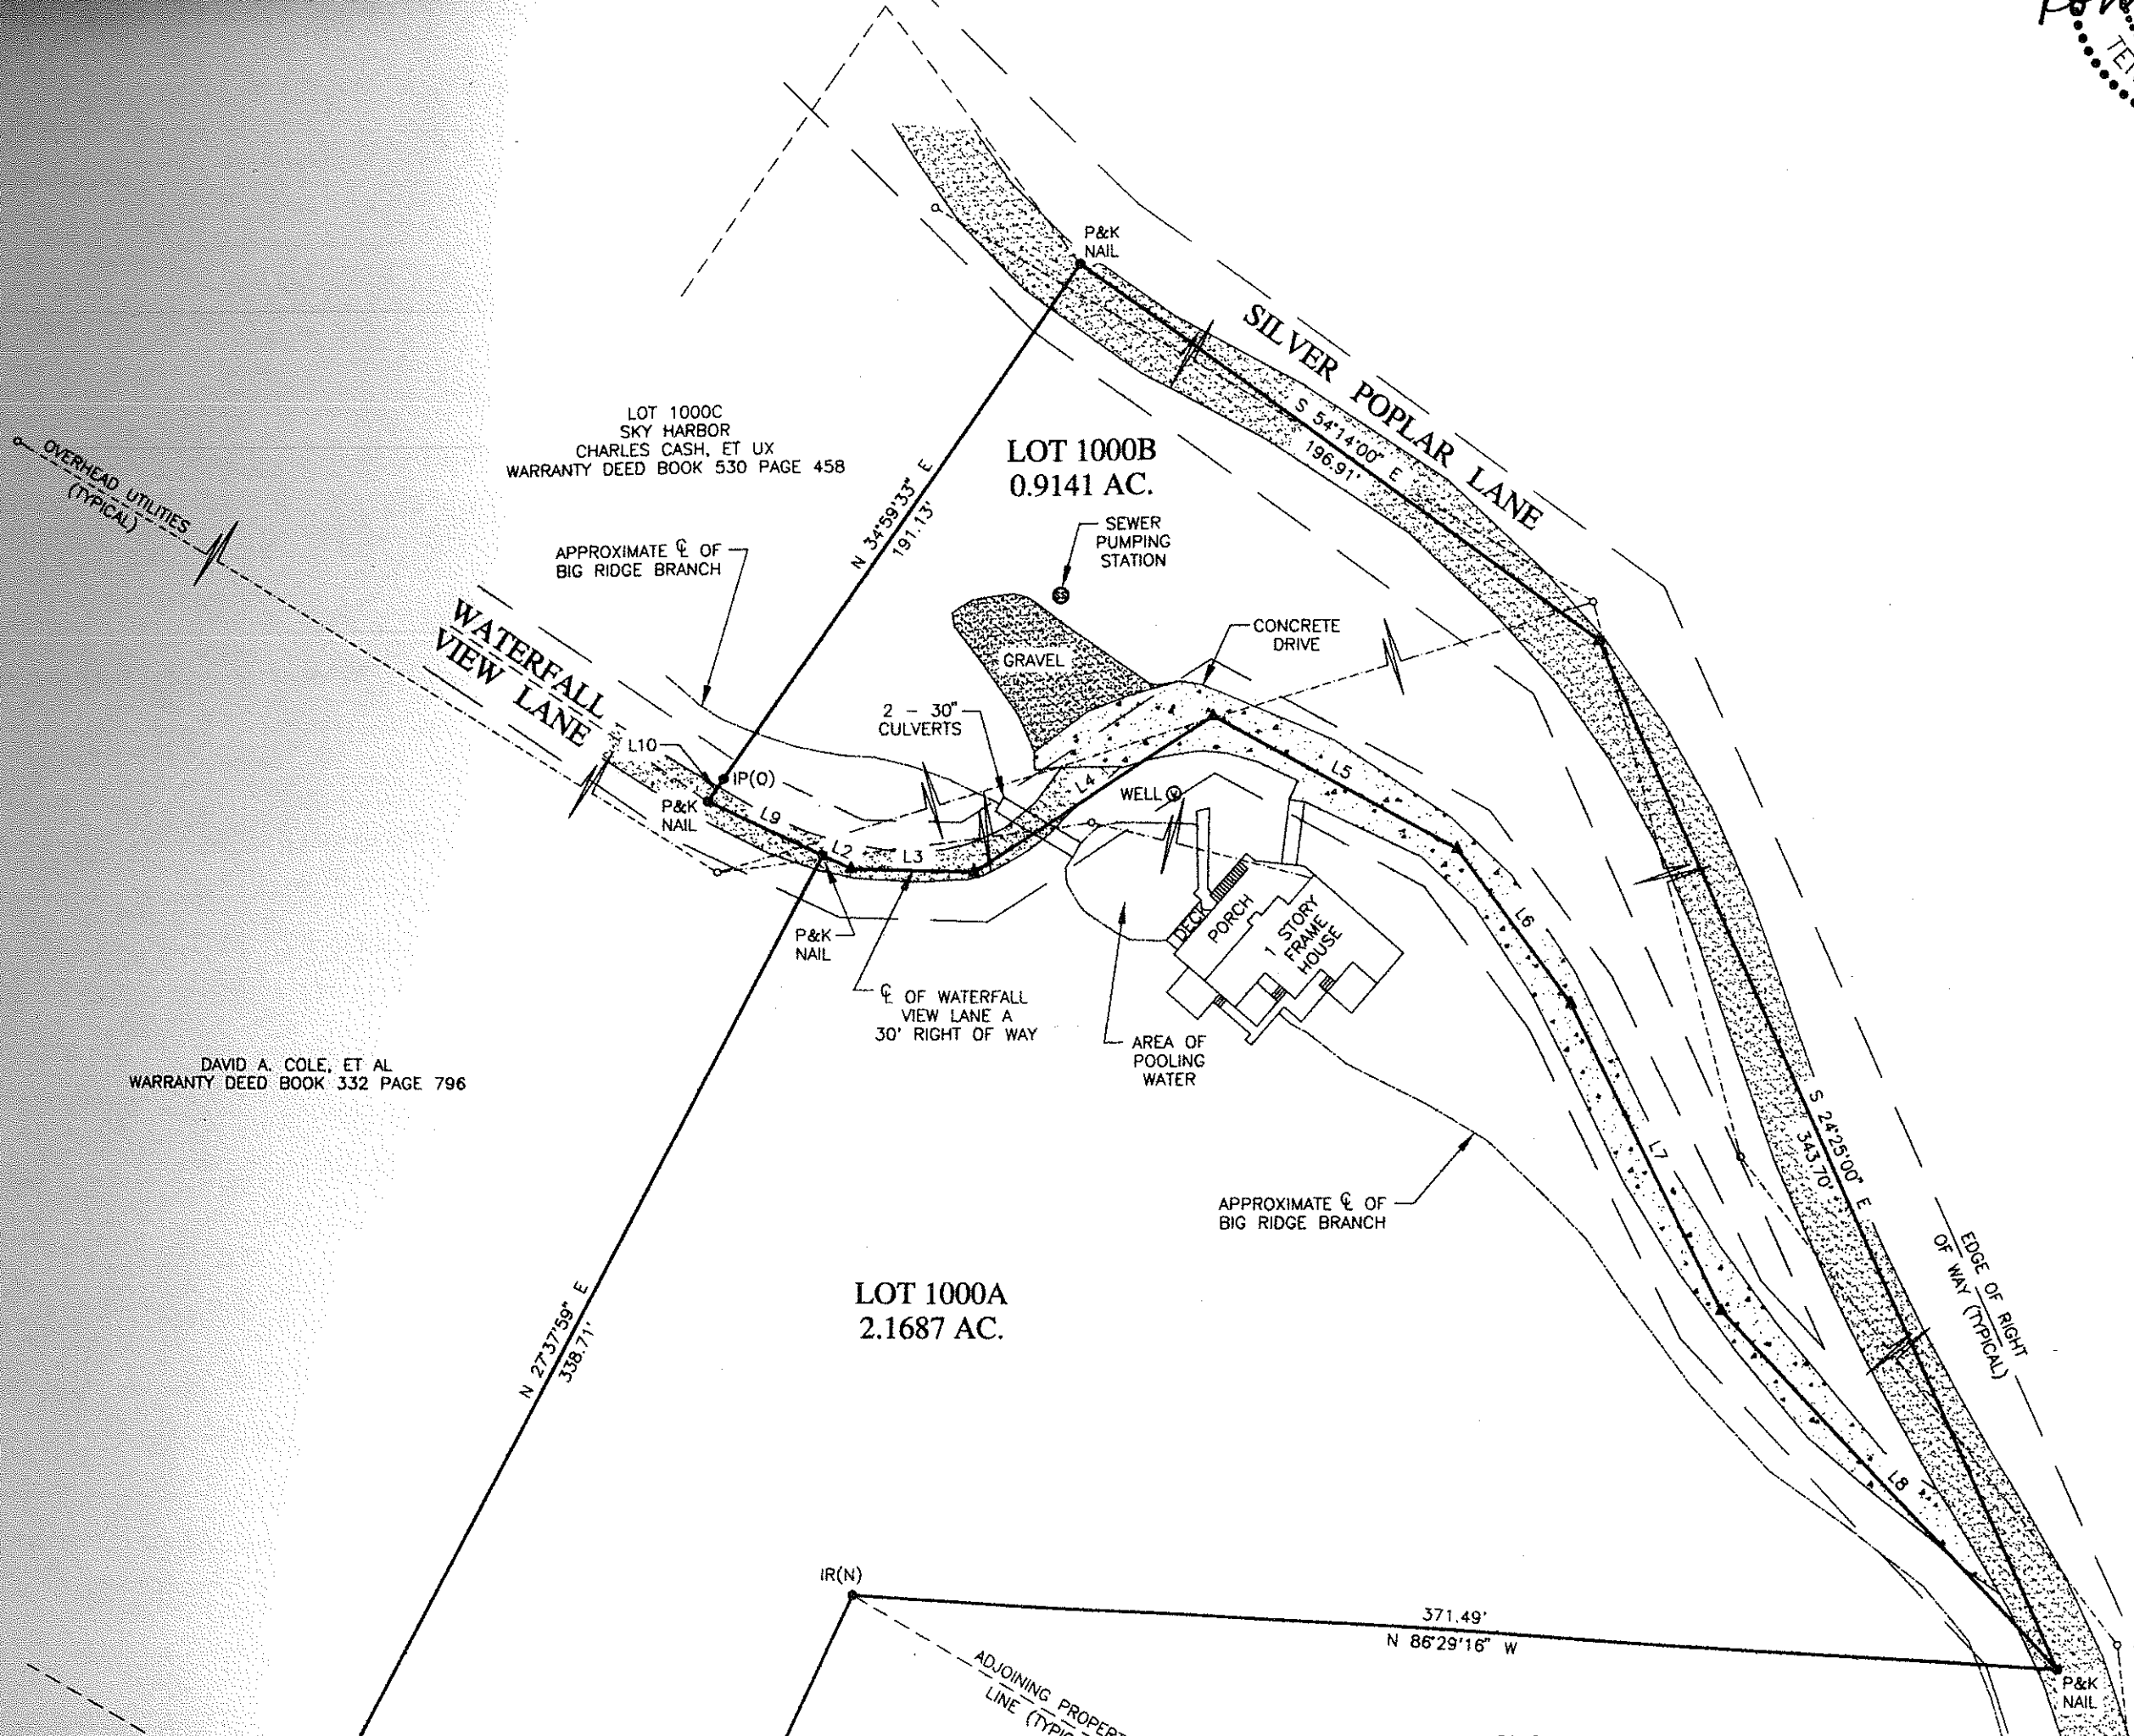 P&K
NAIL
SILVER POPLAR LANE
S 54°14'00" E
196.91'
LOT 1000C
SKY HARBOR
CHARLES CASH, ET UX
WARRANTY DEED BOOK 530 PAGE 458
LOT 1000B
0.9141 AC.
OVERHEAD UTILITIES
(TYPICAL)
N 34°59'33" E
191.13'
SEWER
PUMPING
STATION
SS
APPROXIMATE ℄ OF
BIG RIDGE BRANCH
WATERFALL
VIEW LANE
GRAVEL
CONCRETE
DRIVE
2 - 30"
CULVERTS
L10
IP(O)
P&K
NAIL
L9
L2
L3
L4
L5
WELL
W
L6
P&K
NAIL
DECK
PORCH
1 STORY
FRAME
HOUSE
℄ OF WATERFALL
VIEW LANE A
30' RIGHT OF WAY
AREA OF
POOLING
WATER
DAVID A. COLE, ET AL
WARRANTY DEED BOOK 332 PAGE 796
L7
S 24°25'00" E
343.70'
APPROXIMATE ℄ OF
BIG RIDGE BRANCH
EDGE OF RIGHT
OF WAY (TYPICAL)
LOT 1000A
2.1687 AC.
N 27°37'59" E
338.71'
L8
IR(N)
371.49'
N 86°29'16" W
ADJOINING
LINE
P&K
NAIL